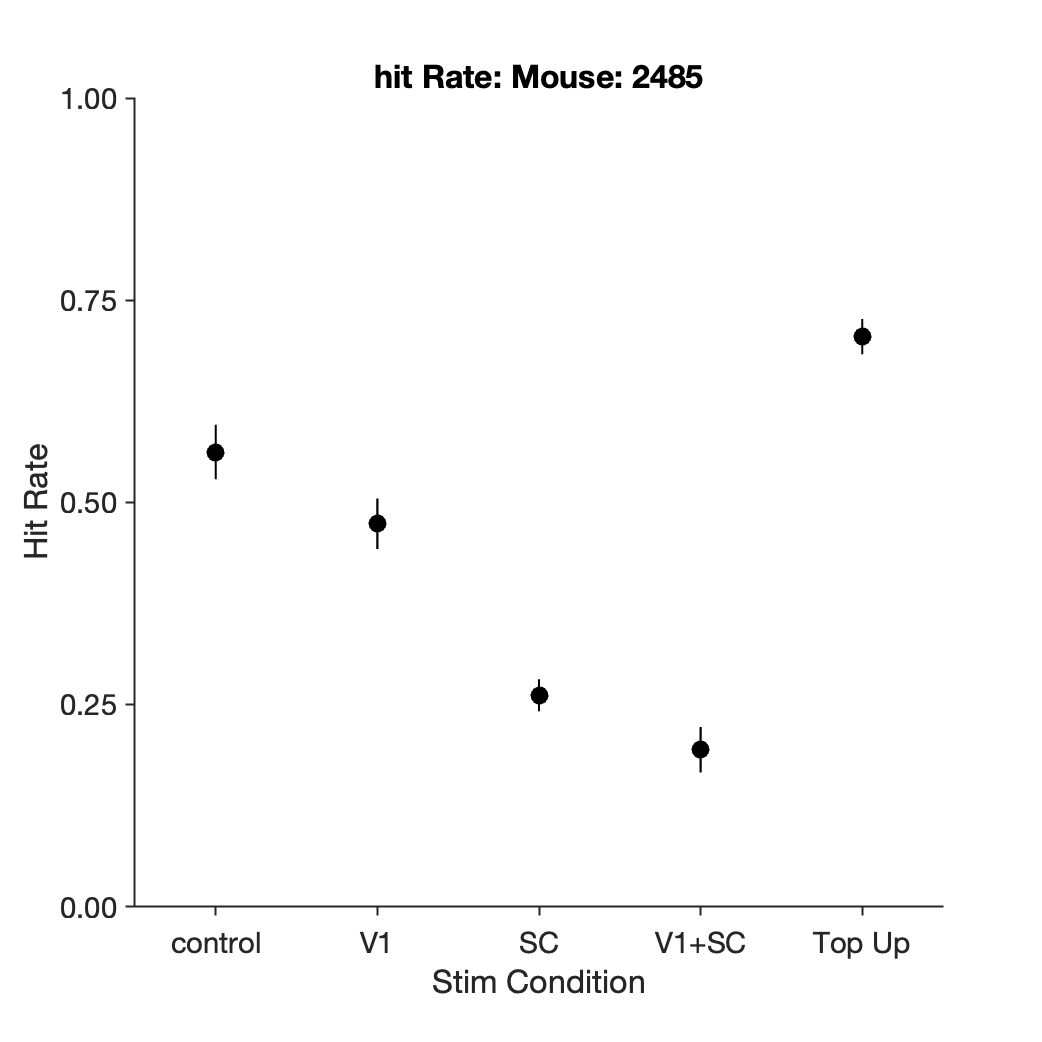 hit Rate: Mouse: 2485
1.00
0.75
0.50
0.25
0.00
Hit Rate
control V1 SC V1+SC Top Up
Stim Condition